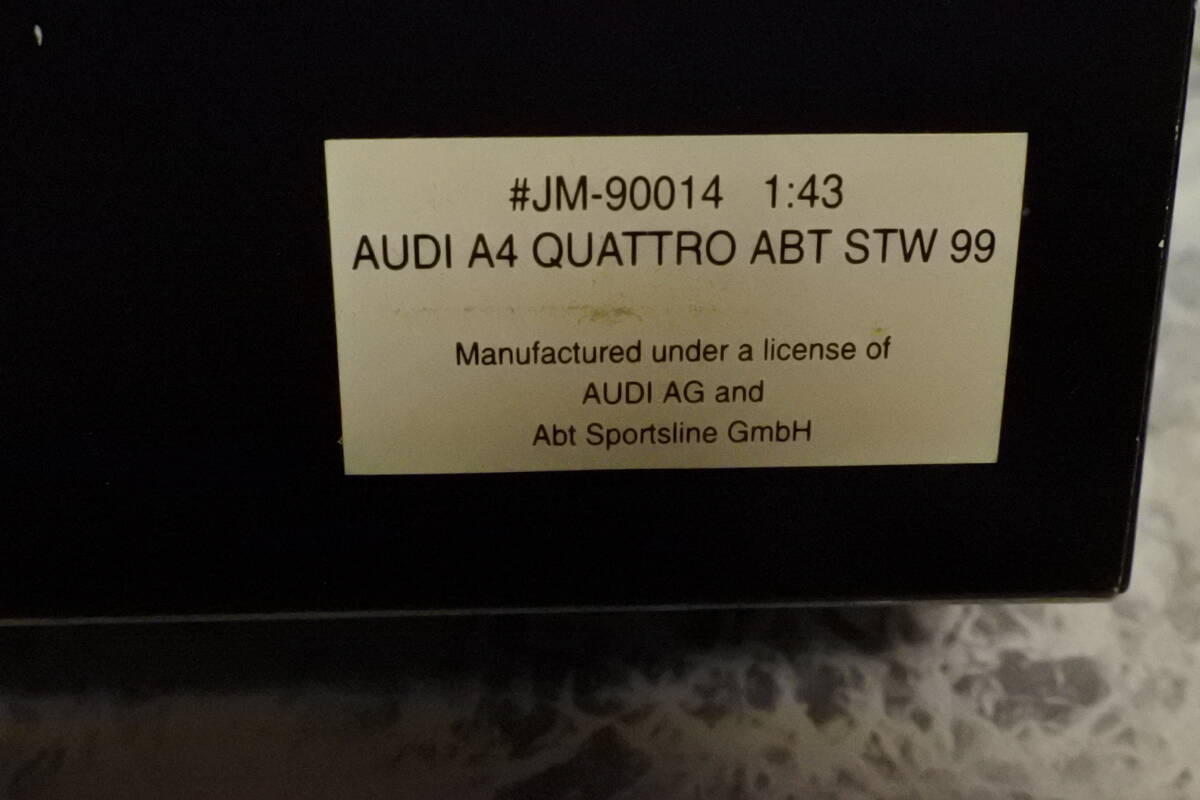 #JM-90014 1:43
AUDI A4 QUATTRO ABT STW 99
Manufactured under a license of
AUDI AG and
Abt Sportsline GmbH